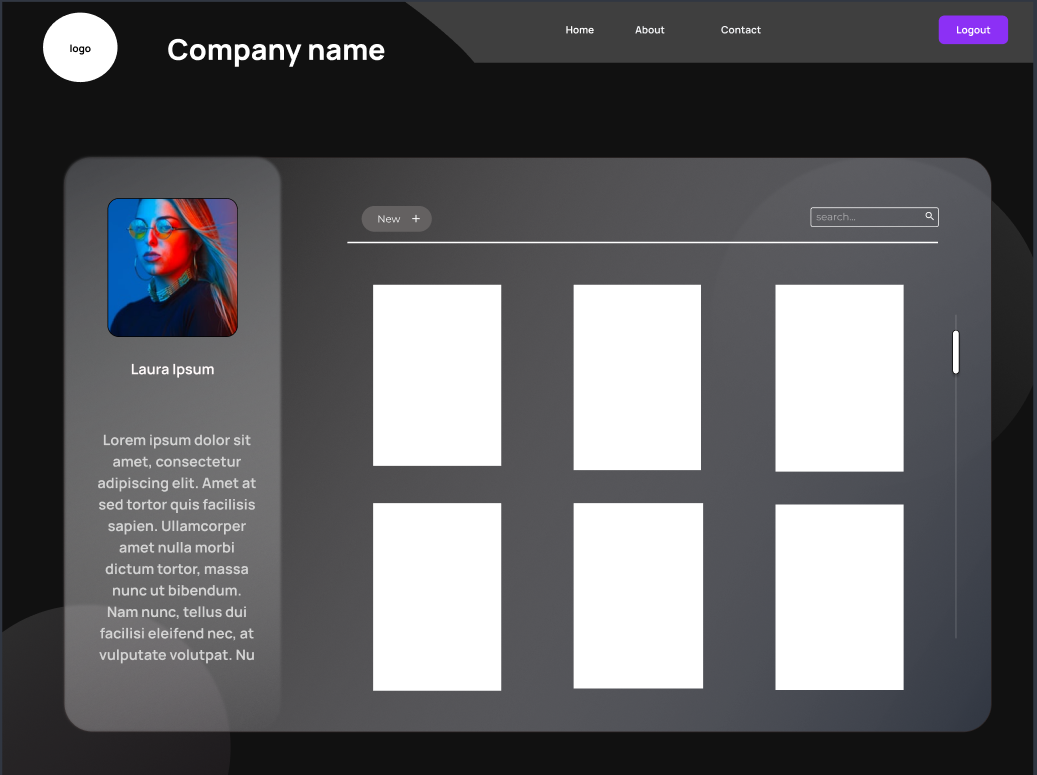 logo
Company name
Home
About
Contact
Logout
New +
search...
Laura Ipsum
Lorem ipsum dolor sit
amet, consectetur
adipiscing elit. Amet at
sed tortor quis facilisis
sapien. Ullamcorper
amet nulla morbi
dictum tortor, massa
nunc ut bibendum.
Nam nunc, tellus dui
facilisi eleifend nec, at
vulputate volutpat. Nu